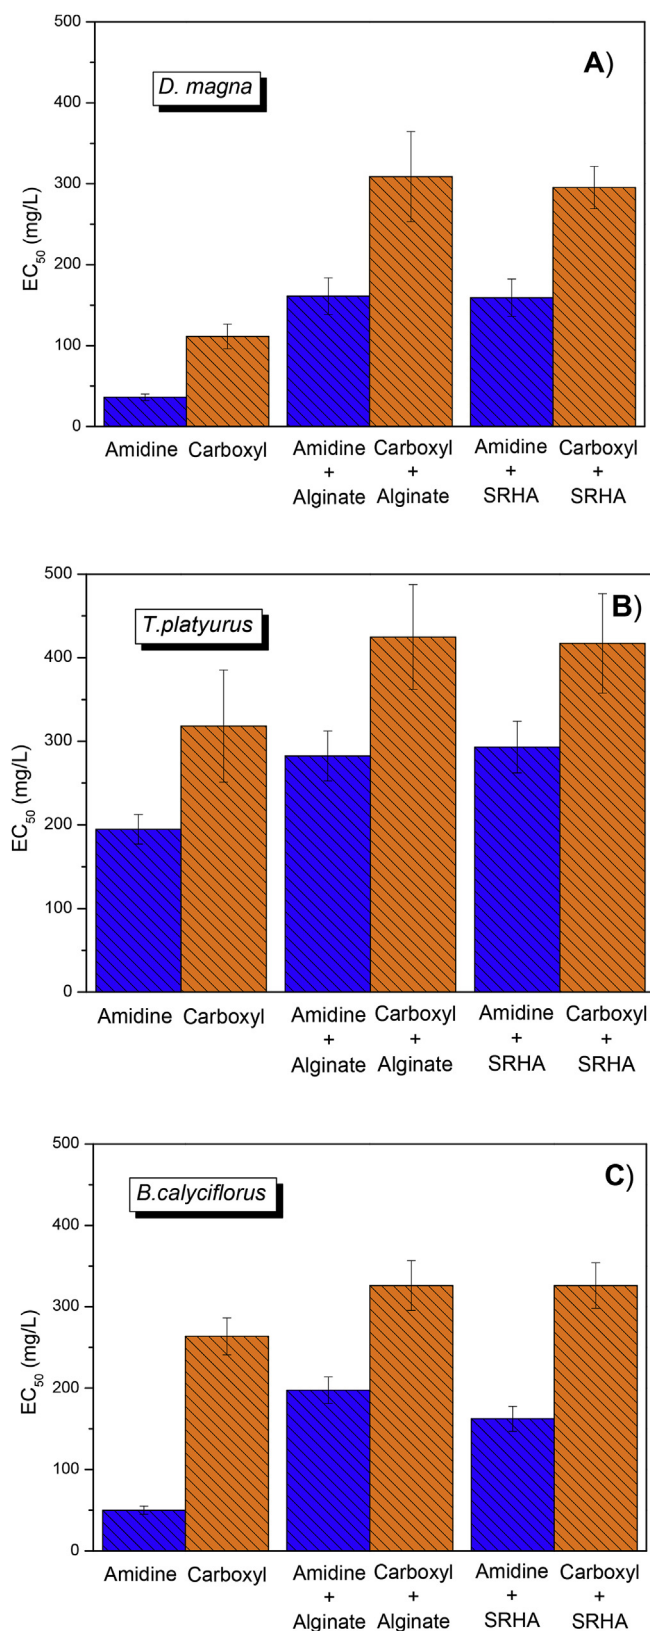 A)
D. magna
500
400
300
200
100
0
EC50 (mg/L)
Amidine Carboxyl Amidine Carboxyl Amidine Carboxyl
+ + + +
Alginate Alginate SRHA SRHA
B)
T.platyurus
500
400
300
200
100
0
EC50 (mg/L)
Amidine Carboxyl Amidine Carboxyl Amidine Carboxyl
+ + + +
Alginate Alginate SRHA SRHA
C)
B.calyciflorus
500
400
300
200
100
0
EC50 (mg/L)
Amidine Carboxyl Amidine Carboxyl Amidine Carboxyl
+ + + +
Alginate Alginate SRHA SRHA